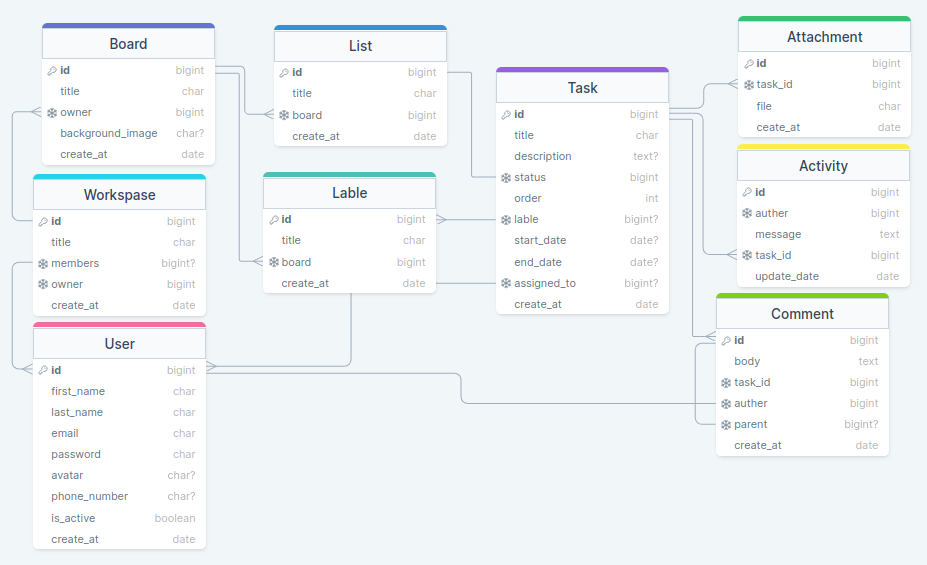 Board
id bigint
title char
owner bigint
background_image char?
create_at date
List
id bigint
title char
board bigint
create_at date
Task
id bigint
title char
description text?
status bigint
order int
lable bigint?
start_date date?
end_date date?
assigned_to bigint?
create_at date
Attachment
id bigint
task_id bigint
file char
ceate_at date
Activity
id bigint
auther bigint
message text
task_id bigint
update_date date
Workspase
id bigint
title char
members bigint?
owner bigint
create_at date
Lable
id bigint
title char
board bigint
create_at date
User
id bigint
first_name char
last_name char
email char
password char
avatar char?
phone_number char?
is_active boolean
create_at date
Comment
id bigint
body text
task_id bigint
auther bigint
parent bigint?
create_at date